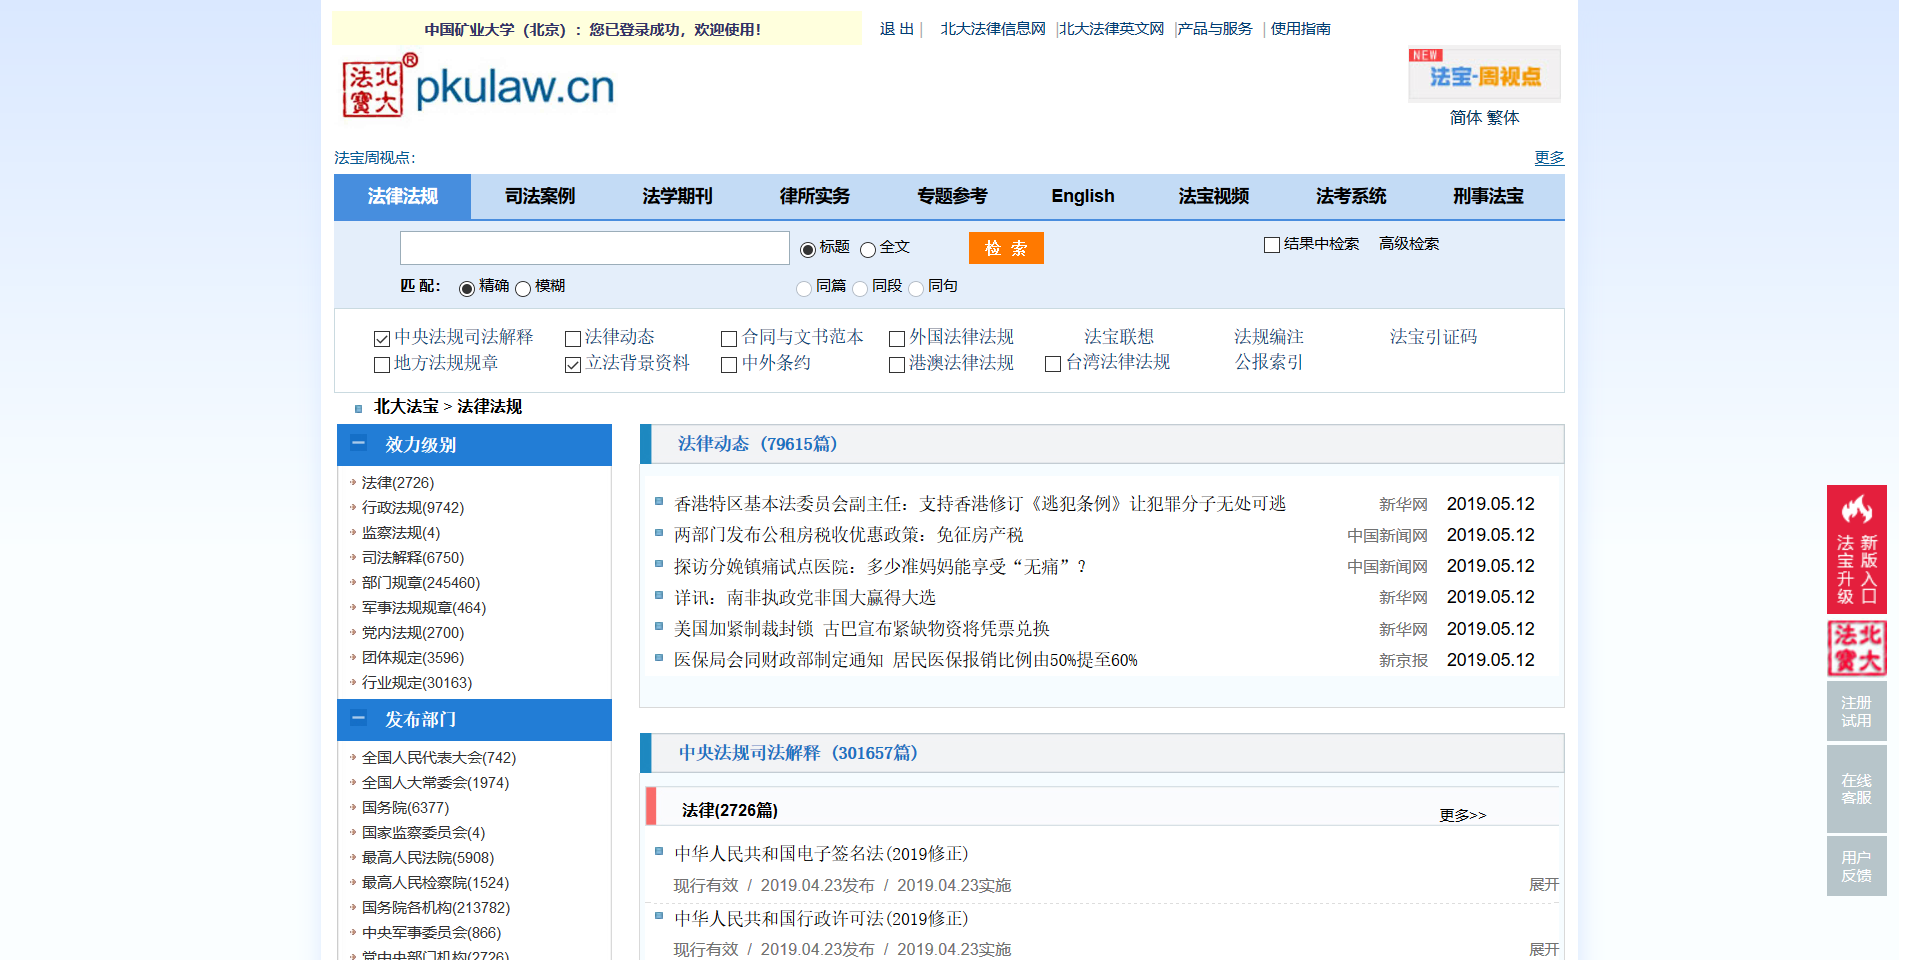 中国矿业大学（北京）：您已登录成功，欢迎使用！ 退 出 | 北大法律信息网 |北大法律英文网 |产品与服务 | 使用指南
北大法宝® pkulaw.cn
NEW 法宝-周视点
简体 繁体
法宝周视点： 更多
法律法规 司法案例 法学期刊 律所实务 专题参考 English 法宝视频 法考系统 刑事法宝
标题 全文 检 索 结果中检索 高级检索
匹 配： 精确 模糊 同篇 同段 同句
中央法规司法解释 法律动态 合同与文书范本 外国法律法规 法宝联想 法规编注 法宝引证码
地方法规规章 立法背景资料 中外条约 港澳法律法规 台湾法律法规 公报索引
北大法宝 > 法律法规
效力级别
法律(2726)
行政法规(9742)
监察法规(4)
司法解释(6750)
部门规章(245460)
军事法规规章(464)
党内法规(2700)
团体规定(3596)
行业规定(30163)
发布部门
全国人民代表大会(742)
全国人大常委会(1974)
国务院(6377)
国家监察委员会(4)
最高人民法院(5908)
最高人民检察院(1524)
国务院各机构(213782)
中央军事委员会(866)
党中央部门机构(2726)
法律动态（79615篇）
香港特区基本法委员会副主任：支持香港修订《逃犯条例》让犯罪分子无处可逃 新华网 2019.05.12
两部门发布公租房税收优惠政策：免征房产税 中国新闻网 2019.05.12
探访分娩镇痛试点医院：多少准妈妈能享受“无痛”？ 中国新闻网 2019.05.12
详讯：南非执政党非国大赢得大选 新华网 2019.05.12
美国加紧制裁封锁 古巴宣布紧缺物资将凭票兑换 新华网 2019.05.12
医保局会同财政部制定通知 居民医保报销比例由50%提至60% 新京报 2019.05.12
中央法规司法解释（301657篇）
法律(2726篇) 更多>>
中华人民共和国电子签名法(2019修正)
现行有效 / 2019.04.23发布 / 2019.04.23实施 展开
中华人民共和国行政许可法(2019修正)
现行有效 / 2019.04.23发布 / 2019.04.23实施 展开
新版入口
法宝升级
北大法宝
注册
试用
在线
客服
用户
反馈